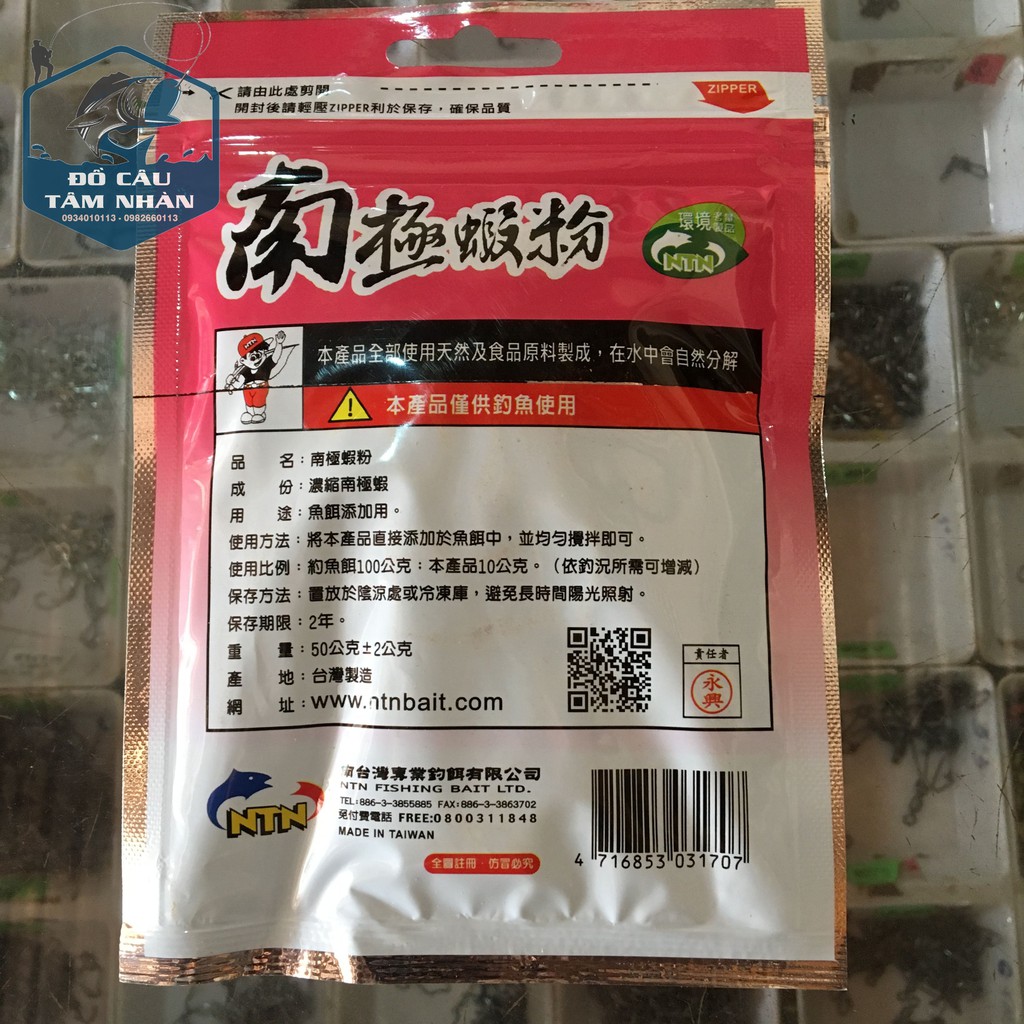 請由此處剪開
開封後請輕壓ZIPPER利於保存，確保品質
ZIPPER
ĐỒ CÂU
TÂM NHÀN
0934010113 - 0982660113
南極蝦粉
環境
製品
NTN
NTN
本產品全部使用天然及食品原料製成，在水中會自然分解
本產品僅供釣魚使用
品 名：南極蝦粉
成 份：濃縮南極蝦
用 途：魚餌添加用。
使用方法：將本產品直接添加於魚餌中，並均勻攪拌即可。
使用比例：約魚餌100公克：本產品10公克。（依釣況所需可增減）
保存方法：置放於陰涼處或冷凍庫，避免長時間陽光照射。
保存期限：2年。
重 量：50公克±2公克
產 地：台灣製造
網 址：www.ntnbait.com
責任者
永興
NTN
南台灣專業釣餌有限公司
NTN FISHING BAIT LTD.
TEL:886-3-3855885 FAX:886-3-3863702
免付費電話 FREE:0800311848
MADE IN TAIWAN
全圖註冊·仿冒必究
4 716853 031707